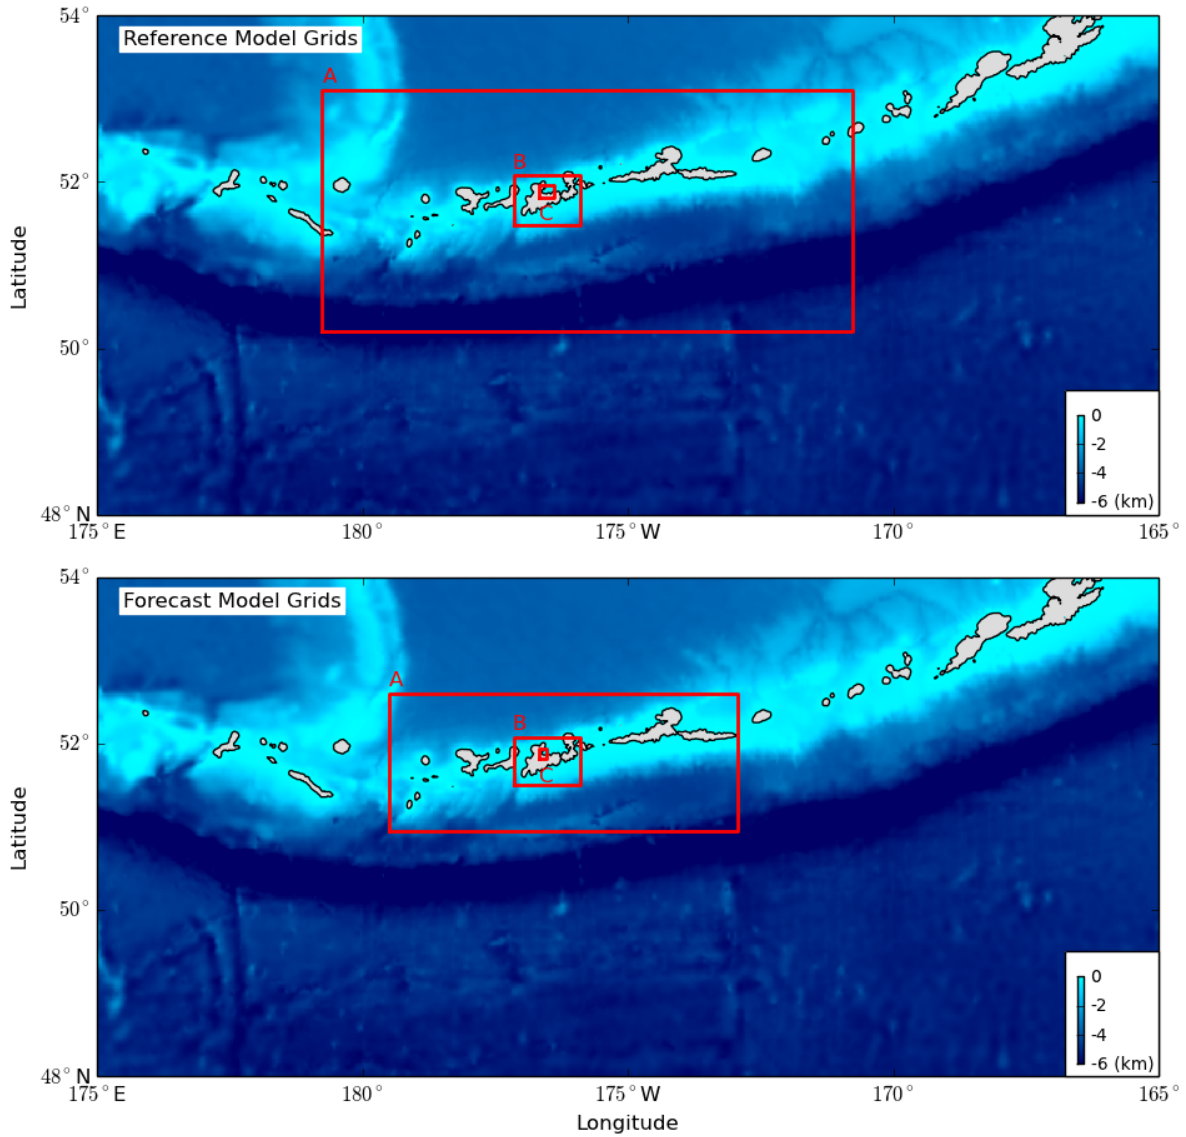 54°
Reference Model Grids
A
B
C
52°
50°
48°N
Latitude
0
-2
-4
-6 (km)
175°E
180°
175°W
170°
165°
54°
Forecast Model Grids
A
B
C
52°
50°
48°N
Latitude
0
-2
-4
-6 (km)
175°E
180°
175°W
170°
165°
Longitude